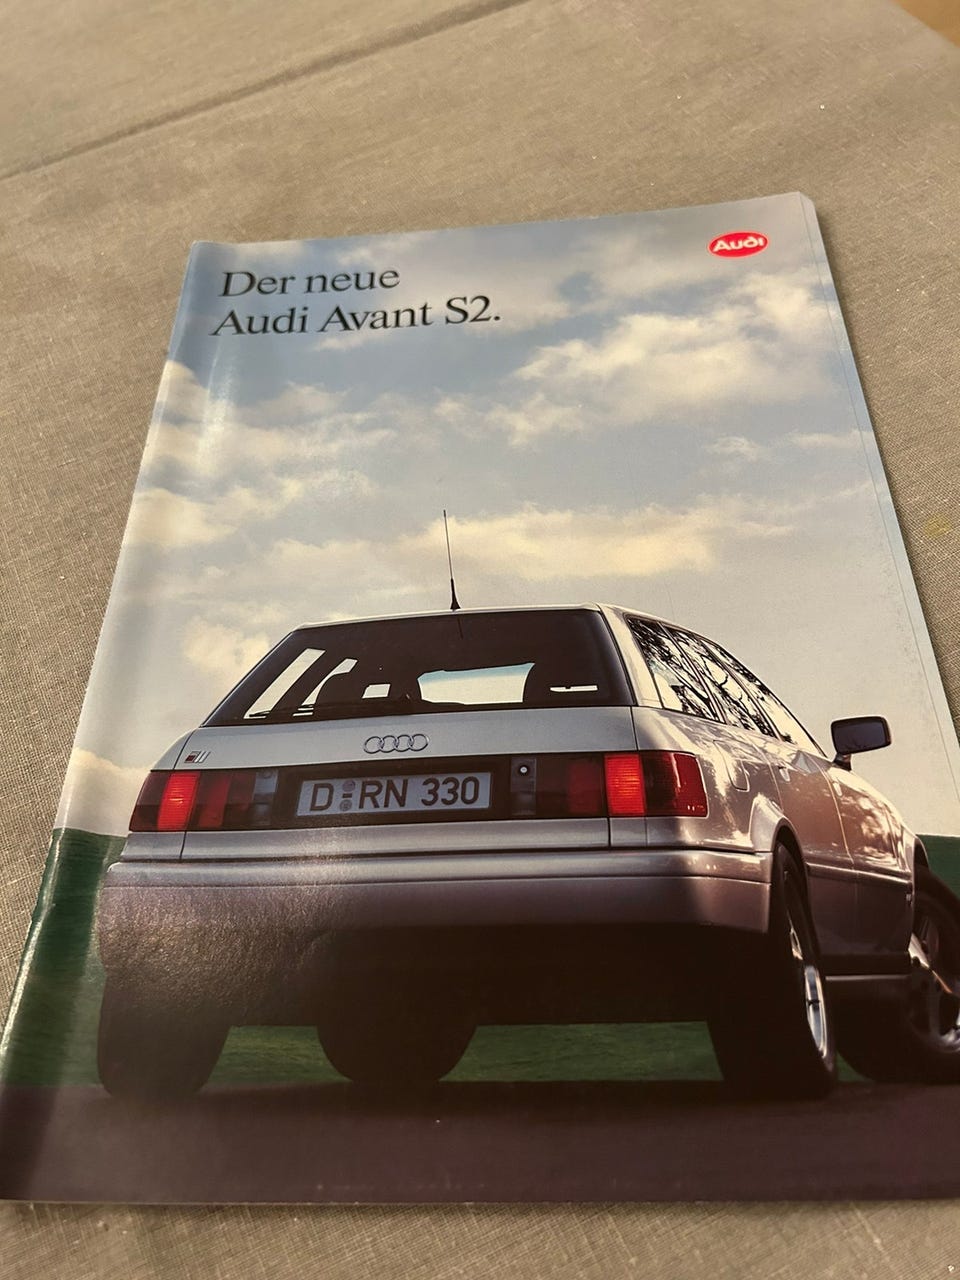 Der neue
Audi Avant S2.
Audi
D RN 330